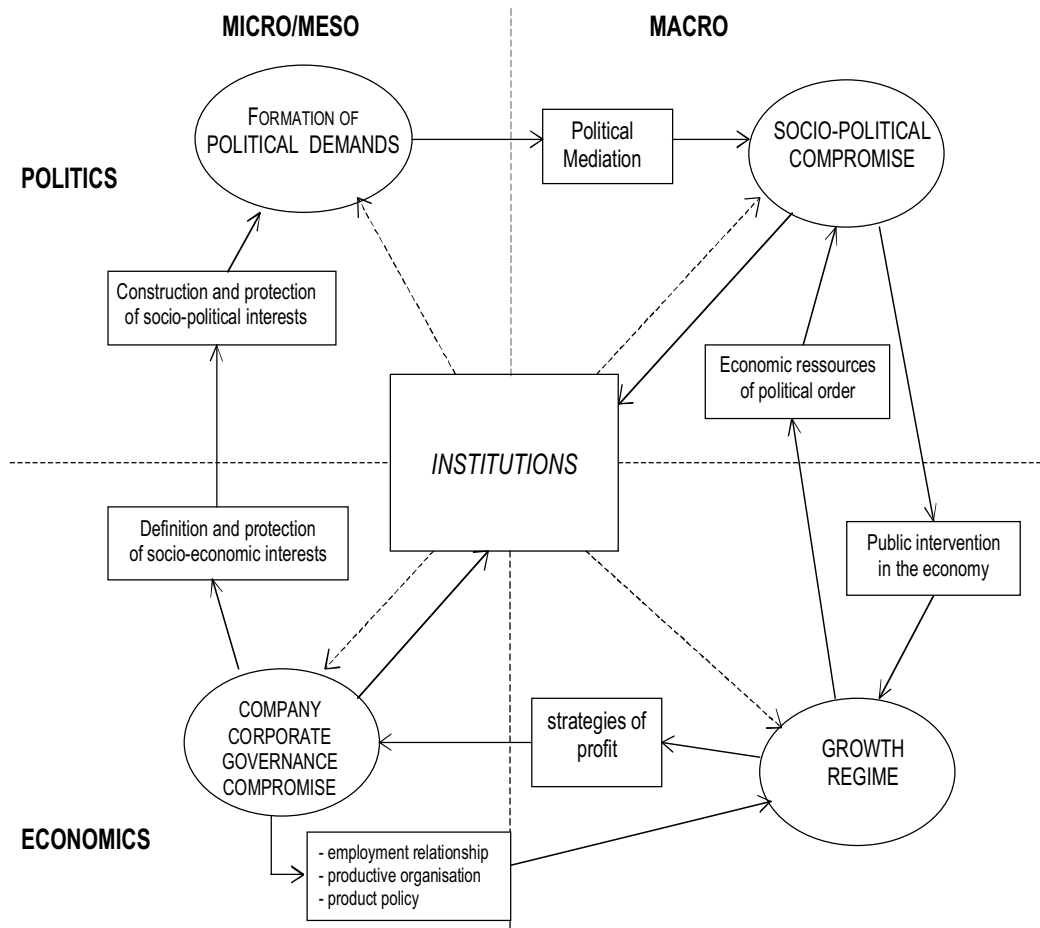 MICRO/MESO
MACRO
FORMATION OF
POLITICAL DEMANDS
Political
Mediation
SOCIO-POLITICAL
COMPROMISE
POLITICS
Construction and protection
of socio-political interests
Economic ressources
of political order
INSTITUTIONS
Definition and protection
of socio-economic interests
Public intervention
in the economy
COMPANY
CORPORATE
GOVERNANCE
COMPROMISE
strategies of
profit
GROWTH
REGIME
ECONOMICS
- employment relationship
- productive organisation
- product policy